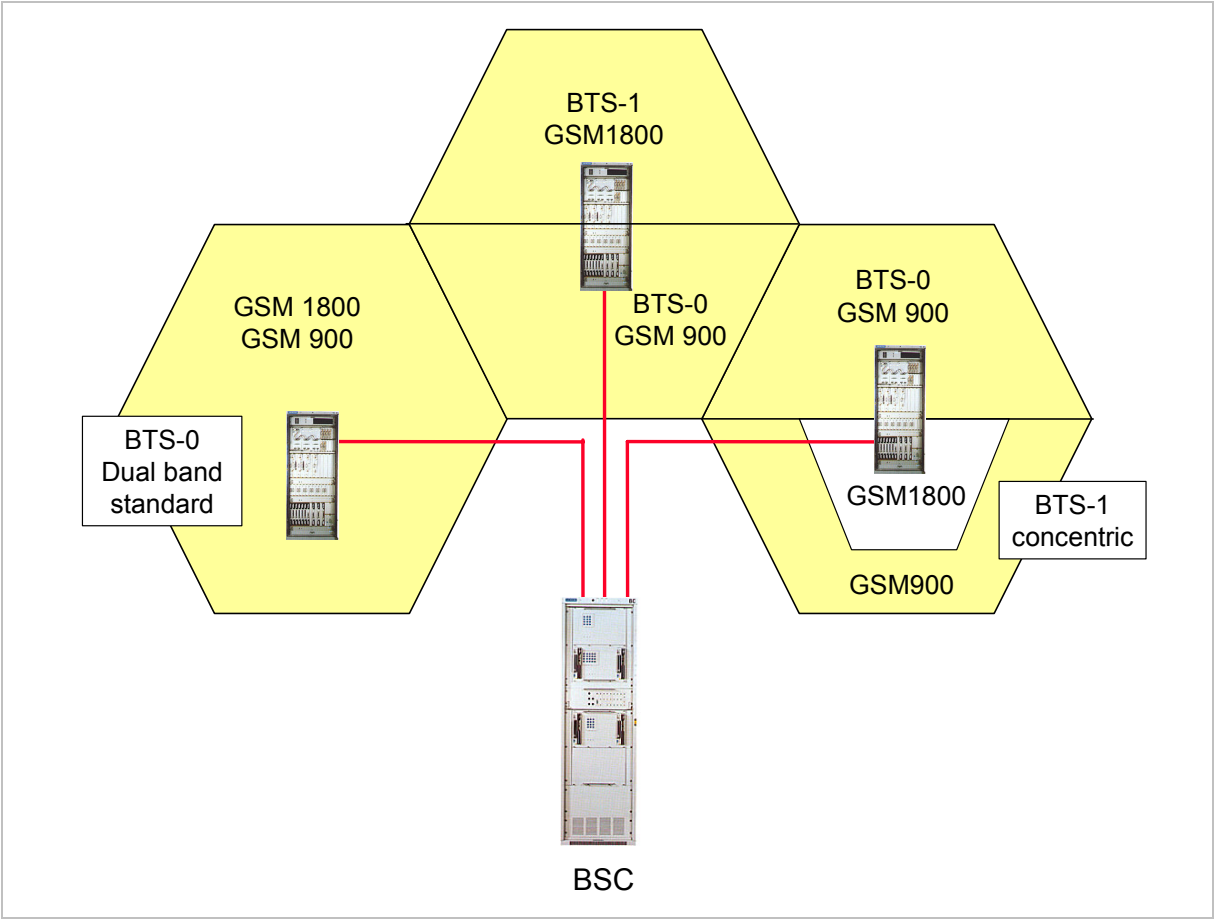 BTS-1
GSM1800
GSM 1800
GSM 900
BTS-0
GSM 900
BTS-0
GSM 900
BTS-0
Dual band
standard
GSM1800
BTS-1
concentric
GSM900
BSC